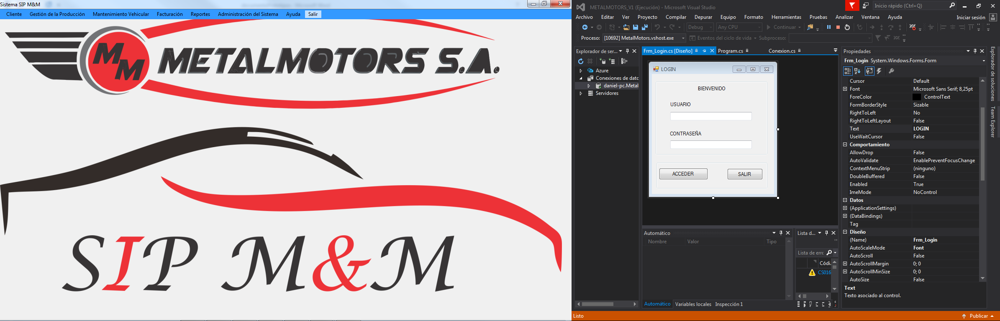 Sistema SIP M&M
Cliente Gestión de la Producción Mantenimiento Vehicular Facturación Reportes Administración del Sistema Ayuda Salir
MM METALMOTORS S.A.
SIP M&M
METALMOTORS_V1 (Ejecución) - Microsoft Visual Studio
Inicio rápido (Ctrl+Q)
Archivo Editar Ver Proyecto Compilar Depurar Equipo Formato Herramientas Pruebas Analizar Ventana Ayuda
Iniciar sesión
Debug Any CPU Continuar
Proceso: [10692] MetalMotors.vshost.exe Eventos del ciclo de vida Subproceso:
Explorador de ser...
Azure
Conexiones de datc
daniel-pc.Metal
Servidores
Frm_Login.cs [Diseño] Program.cs Conexion.cs
LOGIN
BIENVENIDO
USUARIO
CONTRASEÑA
ACCEDER SALIR
Automático
Nombre Valor Tipo
Automático Variables locales Inspección 1
Lista d...
Lista de errc
Códi.
CS016
Propiedades
Frm_Login System.Windows.Forms.Form
Cursor Default
Font Microsoft Sans Serif; 8,25pt
ForeColor ControlText
FormBorderStyle Sizable
RightToLeft No
RightToLeftLayout False
Text LOGIN
UseWaitCursor False
Comportamiento
AllowDrop False
AutoValidate EnablePreventFocusChange
ContextMenuStrip (ninguno)
DoubleBuffered False
Enabled True
ImeMode NoControl
Datos
(ApplicationSettings)
(DataBindings)
Tag
Diseño
(Name) Frm_Login
AutoScaleMode Font
AutoScroll False
AutoScrollMargin 0; 0
AutoScrollMinSize 0; 0
AutoSize False
Text
Texto asociado al control.
Explorador de soluciones
Team Explorer
Listo
Publicar